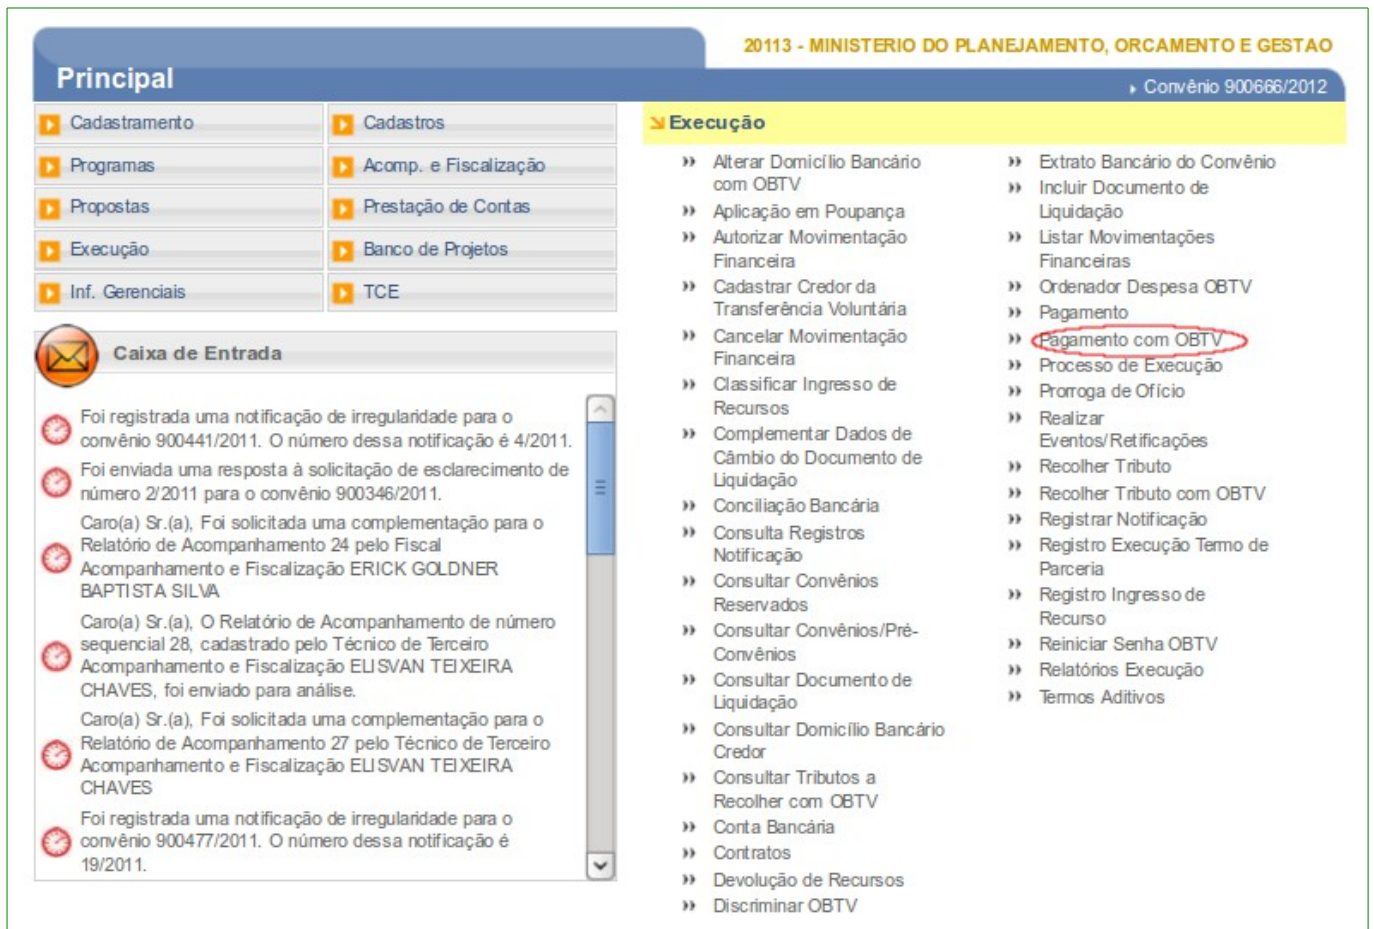 20113 - MINISTERIO DO PLANEJAMENTO, ORCAMENTO E GESTAO
Principal
Convênio 900666/2012
Cadastramento
Cadastros
Programas
Acomp. e Fiscalização
Propostas
Prestação de Contas
Execução
Banco de Projetos
Inf. Gerenciais
TCE
Caixa de Entrada
Foi registrada uma notificação de irregularidade para o
convênio 900441/2011. O número dessa notificação é 4/2011.
Foi enviada uma resposta à solicitação de esclarecimento de
número 2/2011 para o convênio 900346/2011.
Caro(a) Sr.(a), Foi solicitada uma complementação para o
Relatório de Acompanhamento 24 pelo Fiscal
Acompanhamento e Fiscalização ERICK GOLDNER
BAPTISTA SILVA
Caro(a) Sr.(a), O Relatório de Acompanhamento de número
sequencial 28, cadastrado pelo Técnico de Terceiro
Acompanhamento e Fiscalização ELISVAN TEIXEIRA
CHAVES, foi enviado para análise.
Caro(a) Sr.(a), Foi solicitada uma complementação para o
Relatório de Acompanhamento 27 pelo Técnico de Terceiro
Acompanhamento e Fiscalização ELISVAN TEIXEIRA
CHAVES
Foi registrada uma notificação de irregularidade para o
convênio 900477/2011. O número dessa notificação é
19/2011.
Execução
Alterar Domicílio Bancário
com OBTV
Aplicação em Poupança
Autorizar Movimentação
Financeira
Cadastrar Credor da
Transferência Voluntária
Cancelar Movimentação
Financeira
Classificar Ingresso de
Recursos
Complementar Dados de
Câmbio do Documento de
Liquidação
Conciliação Bancária
Consulta Registros
Notificação
Consultar Convênios
Reservados
Consultar Convênios/Pré-
Convênios
Consultar Documento de
Liquidação
Consultar Domicílio Bancário
Credor
Consultar Tributos a
Recolher com OBTV
Conta Bancária
Contratos
Devolução de Recursos
Discriminar OBTV
Extrato Bancário do Convênio
Incluir Documento de
Liquidação
Listar Movimentações
Financeiras
Ordenador Despesa OBTV
Pagamento
Pagamento com OBTV
Processo de Execução
Prorroga de Ofício
Realizar
Eventos/Retificações
Recolher Tributo
Recolher Tributo com OBTV
Registrar Notificação
Registro Execução Termo de
Parceria
Registro Ingresso de
Recurso
Reiniciar Senha OBTV
Relatórios Execução
Termos Aditivos